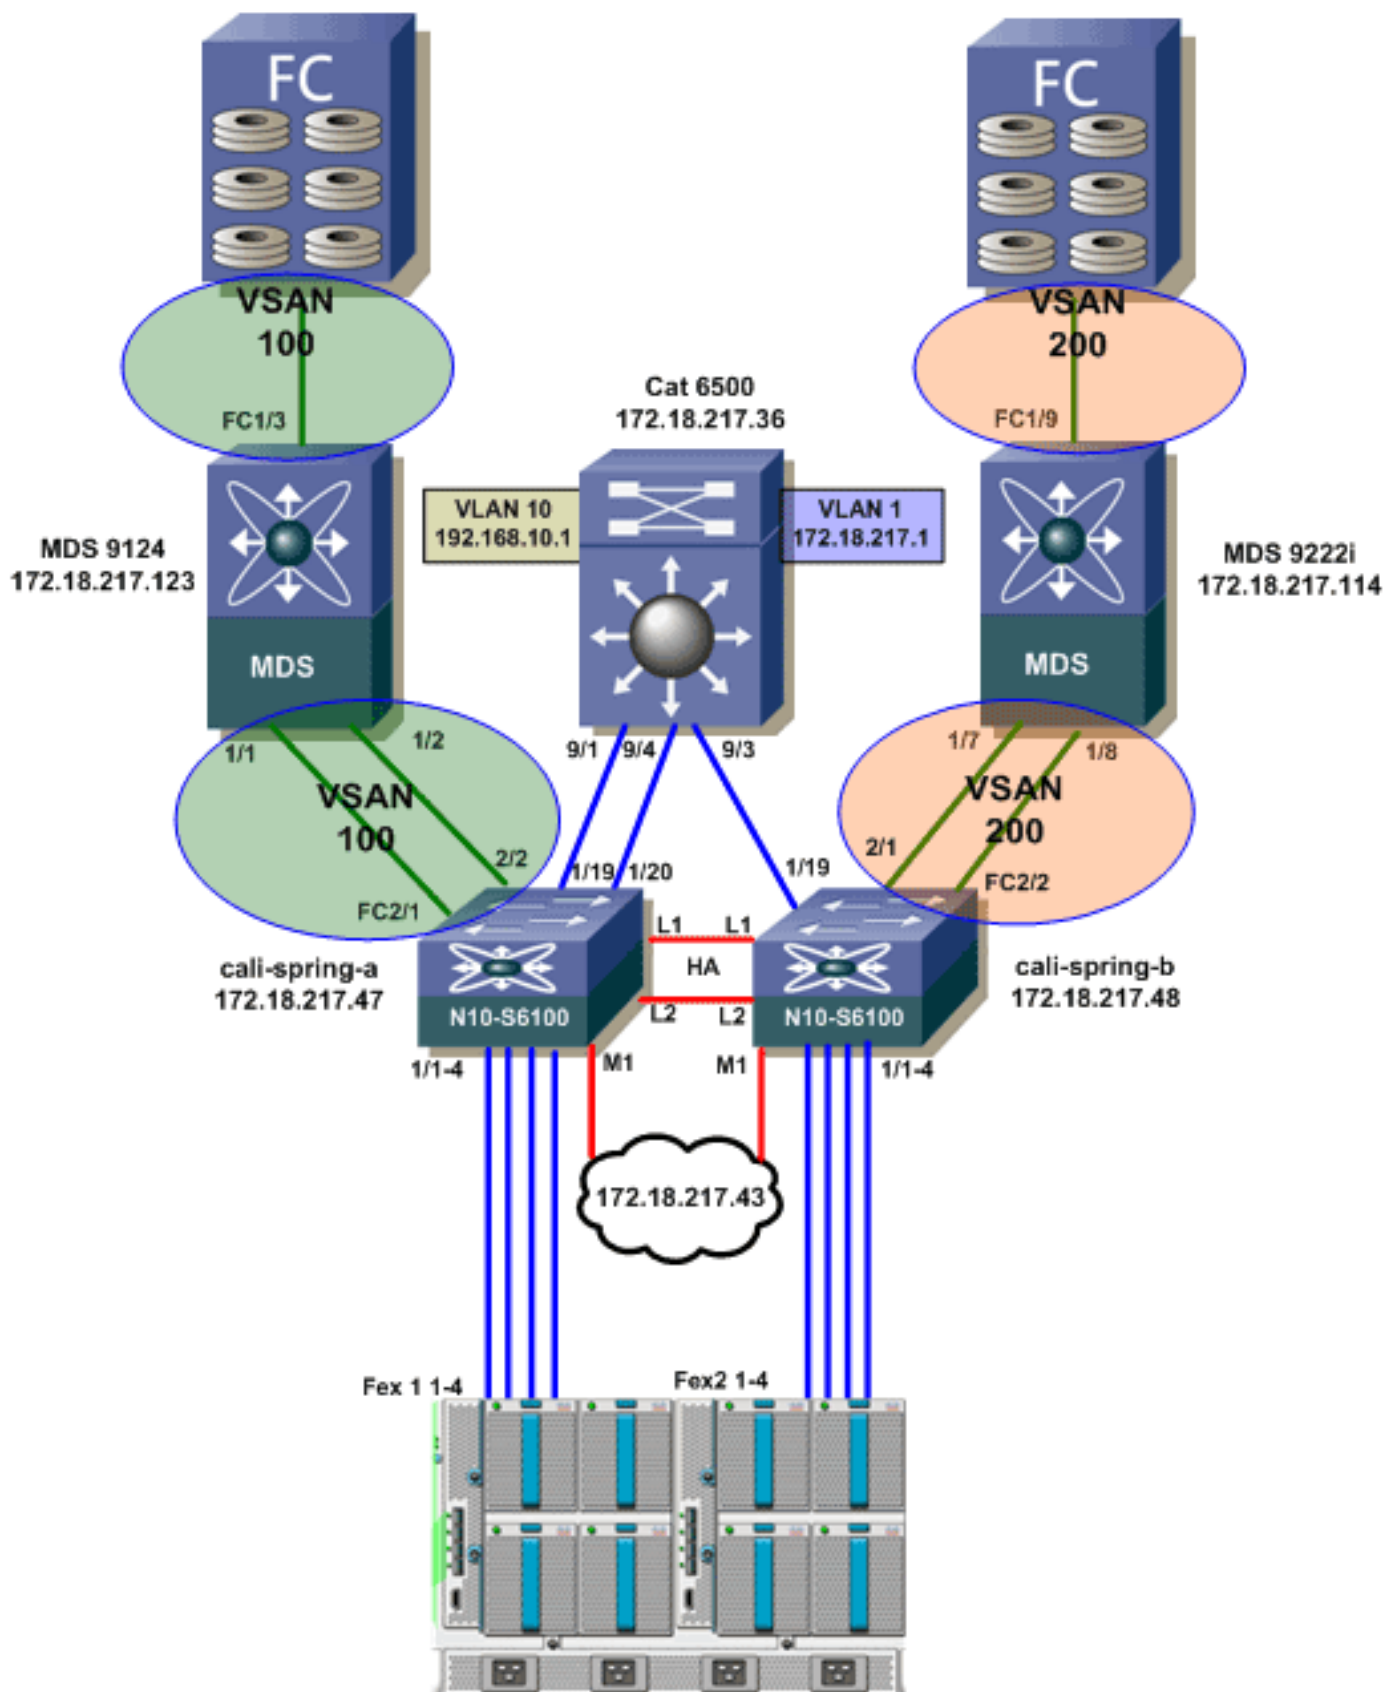 FC
FC
VSAN
100
VSAN
200
FC1/3
Cat 6500
172.18.217.36
FC1/9
VLAN 10
192.168.10.1
VLAN 1
172.18.217.1
MDS 9124
172.18.217.123
MDS 9222i
172.18.217.114
MDS
MDS
1/1
1/2
9/1
9/4
9/3
1/7
1/8
VSAN
100
VSAN
200
2/2
FC2/1
1/19
1/20
1/19
2/1
FC2/2
L1
L1
HA
L2
L2
cali-spring-a
172.18.217.47
cali-spring-b
172.18.217.48
N10-S6100
N10-S6100
1/1-4
M1
M1
1/1-4
172.18.217.43
Fex 1 1-4
Fex2 1-4